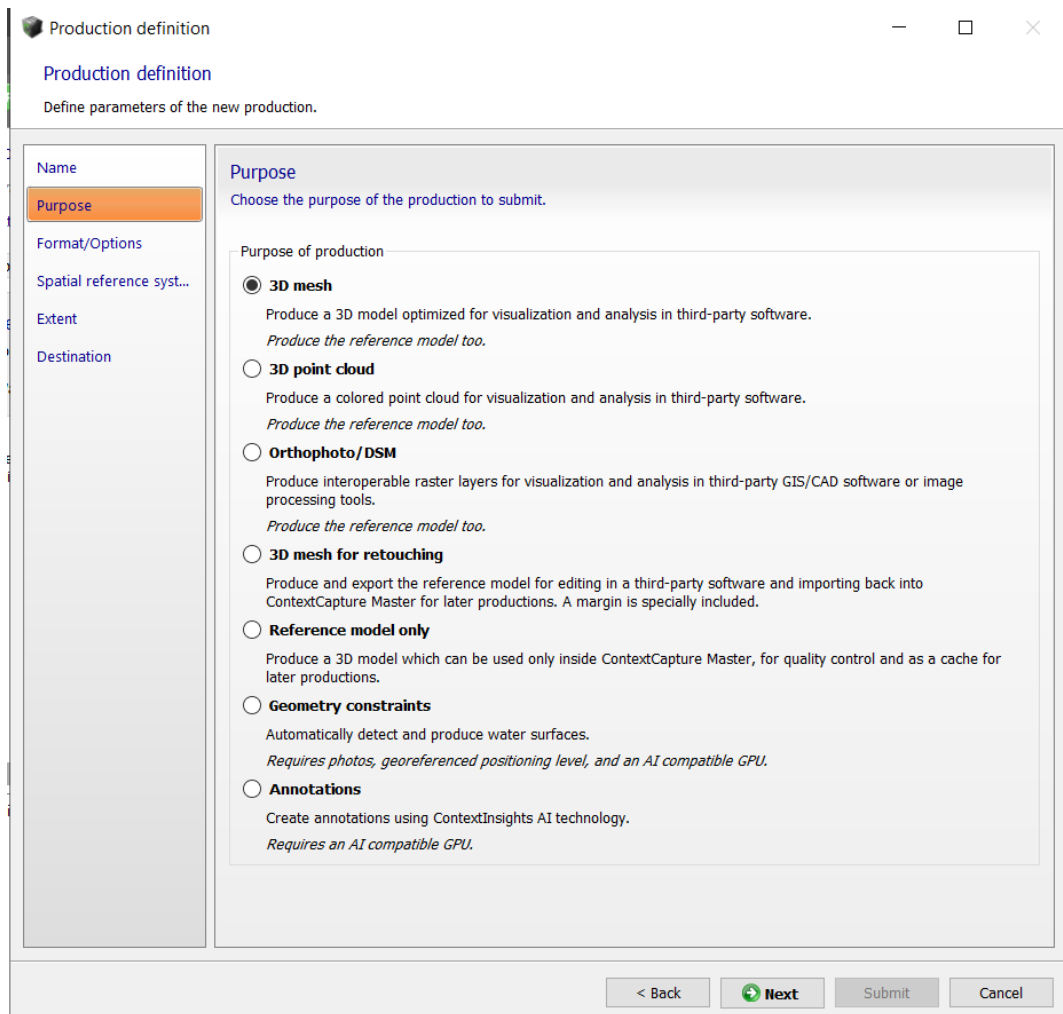 Production definition
Production definition
Define parameters of the new production.
Name
Purpose
Format/Options
Spatial reference syst...
Extent
Destination
Purpose
Choose the purpose of the production to submit.
Purpose of production
3D mesh
Produce a 3D model optimized for visualization and analysis in third-party software.
Produce the reference model too.
3D point cloud
Produce a colored point cloud for visualization and analysis in third-party software.
Produce the reference model too.
Orthophoto/DSM
Produce interoperable raster layers for visualization and analysis in third-party GIS/CAD software or image
processing tools.
Produce the reference model too.
3D mesh for retouching
Produce and export the reference model for editing in a third-party software and importing back into
ContextCapture Master for later productions. A margin is specially included.
Reference model only
Produce a 3D model which can be used only inside ContextCapture Master, for quality control and as a cache for
later productions.
Geometry constraints
Automatically detect and produce water surfaces.
Requires photos, georeferenced positioning level, and an AI compatible GPU.
Annotations
Create annotations using ContextInsights AI technology.
Requires an AI compatible GPU.
< Back
Next
Submit
Cancel